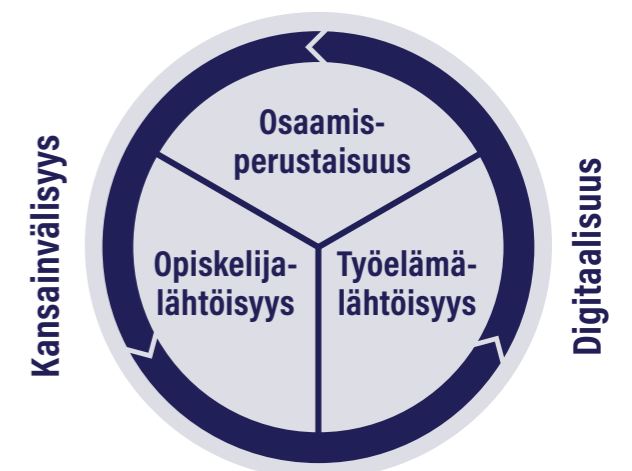 Kansainvälisyys
Osaamis-
perustaisuus
Opiskelija-
lähtöisyys
Työelämä-
lähtöisyys
Digitaalisuus